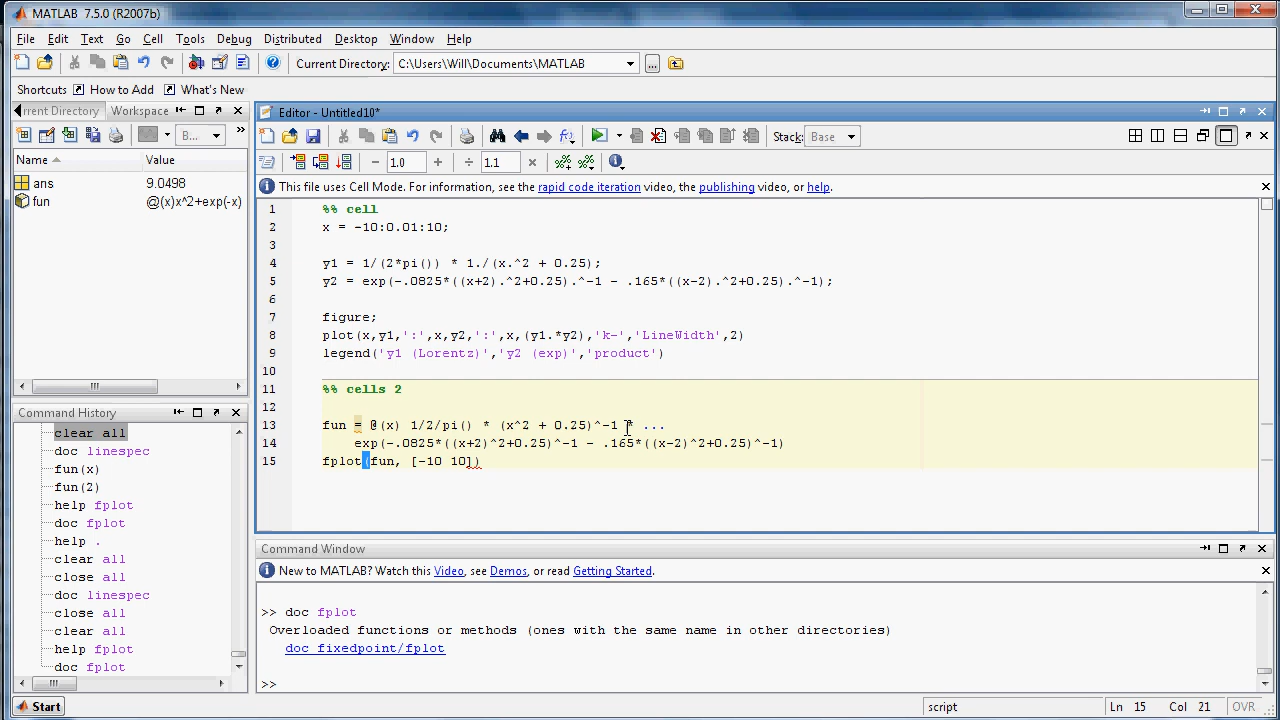 MATLAB 7.5.0 (R2007b)
File Edit Text Go Cell Tools Debug Distributed Desktop Window Help
Current Directory: C:\Users\Will\Documents\MATLAB
Shortcuts How to Add What's New
rrent Directory Workspace
B...
Name Value
ans 9.0498
fun @(x)x^2+exp(-x)
Editor - Untitled10*
Stack: Base
1.0 1.1
This file uses Cell Mode. For information, see the rapid code iteration video, the publishing video, or help.
1 %% cell
2 x = -10:0.01:10;
3
4 y1 = 1/(2*pi()) * 1./(x.^2 + 0.25);
5 y2 = exp(-.0825*((x+2).^2+0.25).^-1 - .165*((x-2).^2+0.25).^-1);
6
7 figure;
8 plot(x,y1,':',x,y2,':',x,(y1.*y2),'k-','LineWidth',2)
9 legend('y1 (Lorentz)','y2 (exp)','product')
10
11 %% cells 2
12
13 fun = @(x) 1/2/pi() * (x^2 + 0.25)^-1 * ...
14 exp(-.0825*((x+2)^2+0.25)^-1 - .165*((x-2)^2+0.25)^-1)
15 fplot(fun, [-10 10])
Command History
clear all
doc linespec
fun(x)
fun(2)
help fplot
doc fplot
help .
clear all
close all
doc linespec
close all
clear all
help fplot
doc fplot
Command Window
New to MATLAB? Watch this Video, see Demos, or read Getting Started.
>> doc fplot
Overloaded functions or methods (ones with the same name in other directories)
doc fixedpoint/fplot
>>
Start script Ln 15 Col 21 OVR